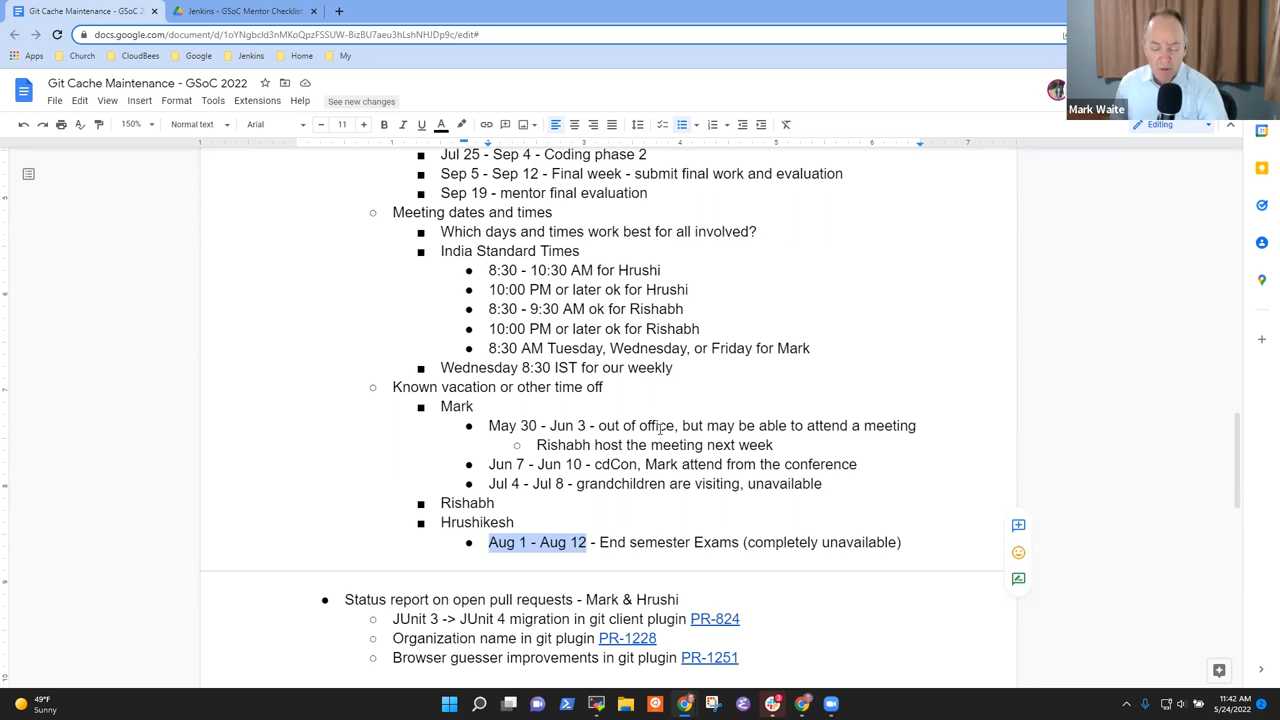 Git Cache Maintenance - GSoC 2
Jenkins - GSoC Mentor Checklist
docs.google.com/document/d/1oYNgbcld3nMKoQpzFSSUW-BizBU7aeu3hLshNHJDp9c/edit#
Apps
Church
CloudBees
Google
Jenkins
Home
My
Git Cache Maintenance - GSoC 2022
File Edit View Insert Format Tools Extensions Help
See new changes
Mark Waite
150%
Normal text
Arial
11
Editing
Jul 25 - Sep 4 - Coding phase 2
Sep 5 - Sep 12 - Final week - submit final work and evaluation
Sep 19 - mentor final evaluation
Meeting dates and times
Which days and times work best for all involved?
India Standard Times
8:30 - 10:30 AM for Hrushi
10:00 PM or later ok for Hrushi
8:30 - 9:30 AM ok for Rishabh
10:00 PM or later ok for Rishabh
8:30 AM Tuesday, Wednesday, or Friday for Mark
Wednesday 8:30 IST for our weekly
Known vacation or other time off
Mark
May 30 - Jun 3 - out of office, but may be able to attend a meeting
Rishabh host the meeting next week
Jun 7 - Jun 10 - cdCon, Mark attend from the conference
Jul 4 - Jul 8 - grandchildren are visiting, unavailable
Rishabh
Hrushikesh
Aug 1 - Aug 12 - End semester Exams (completely unavailable)
Status report on open pull requests - Mark & Hrushi
JUnit 3 -> JUnit 4 migration in git client plugin PR-824
Organization name in git plugin PR-1228
Browser guesser improvements in git plugin PR-1251
49°F
Sunny
11:42 AM
5/24/2022